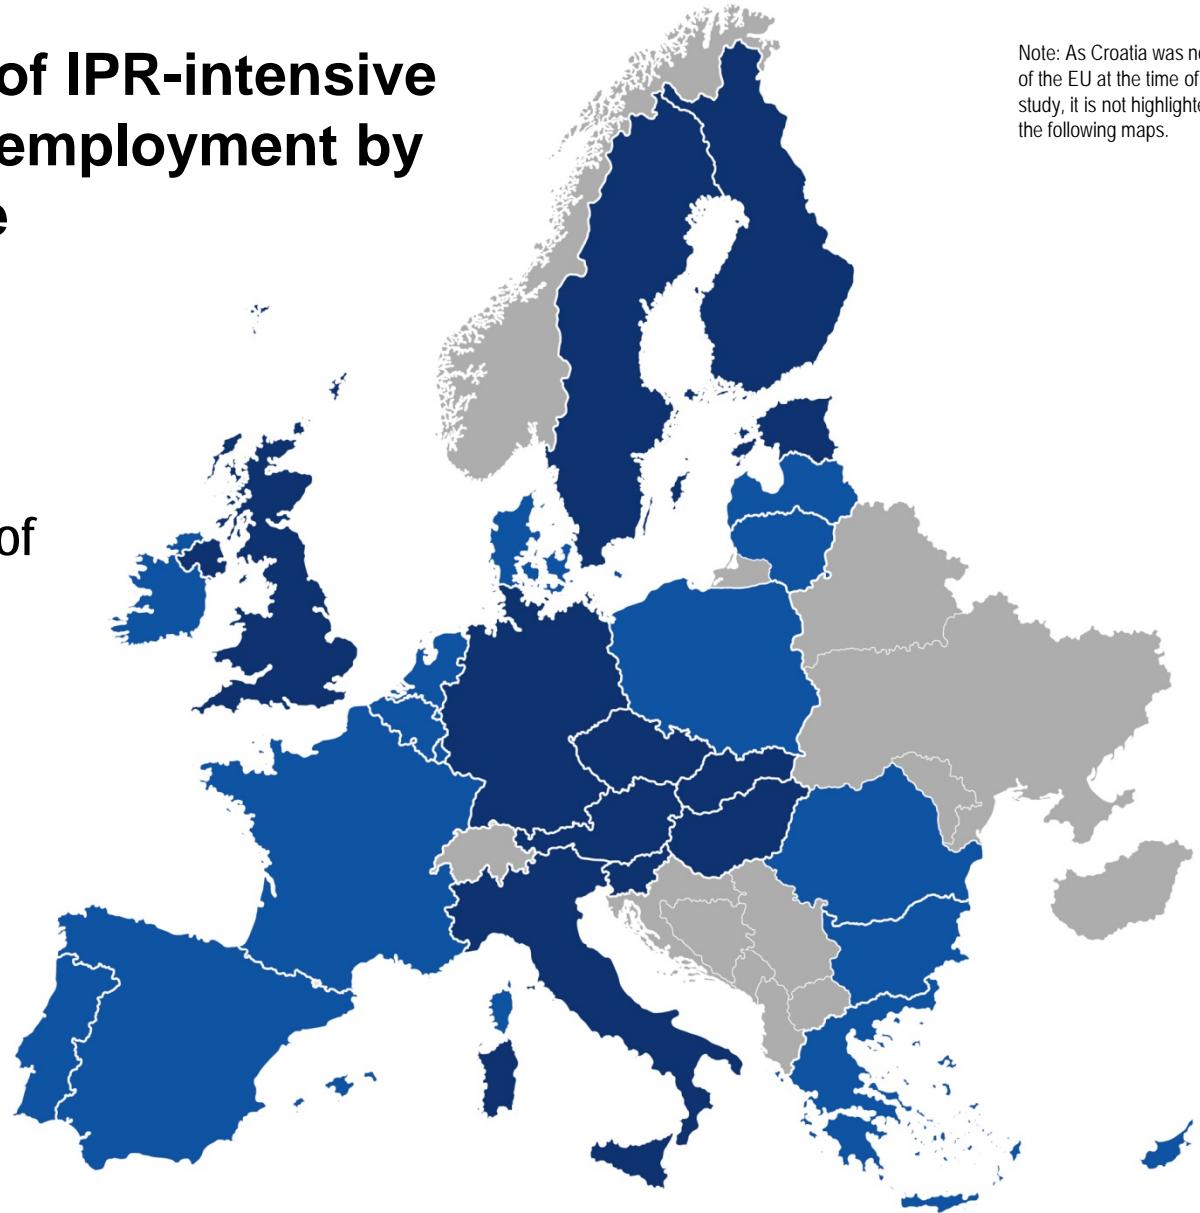 of IPR-intensive
employment by
of
Note: As Croatia was
of the EU at the time of
study, it is not
the following maps.